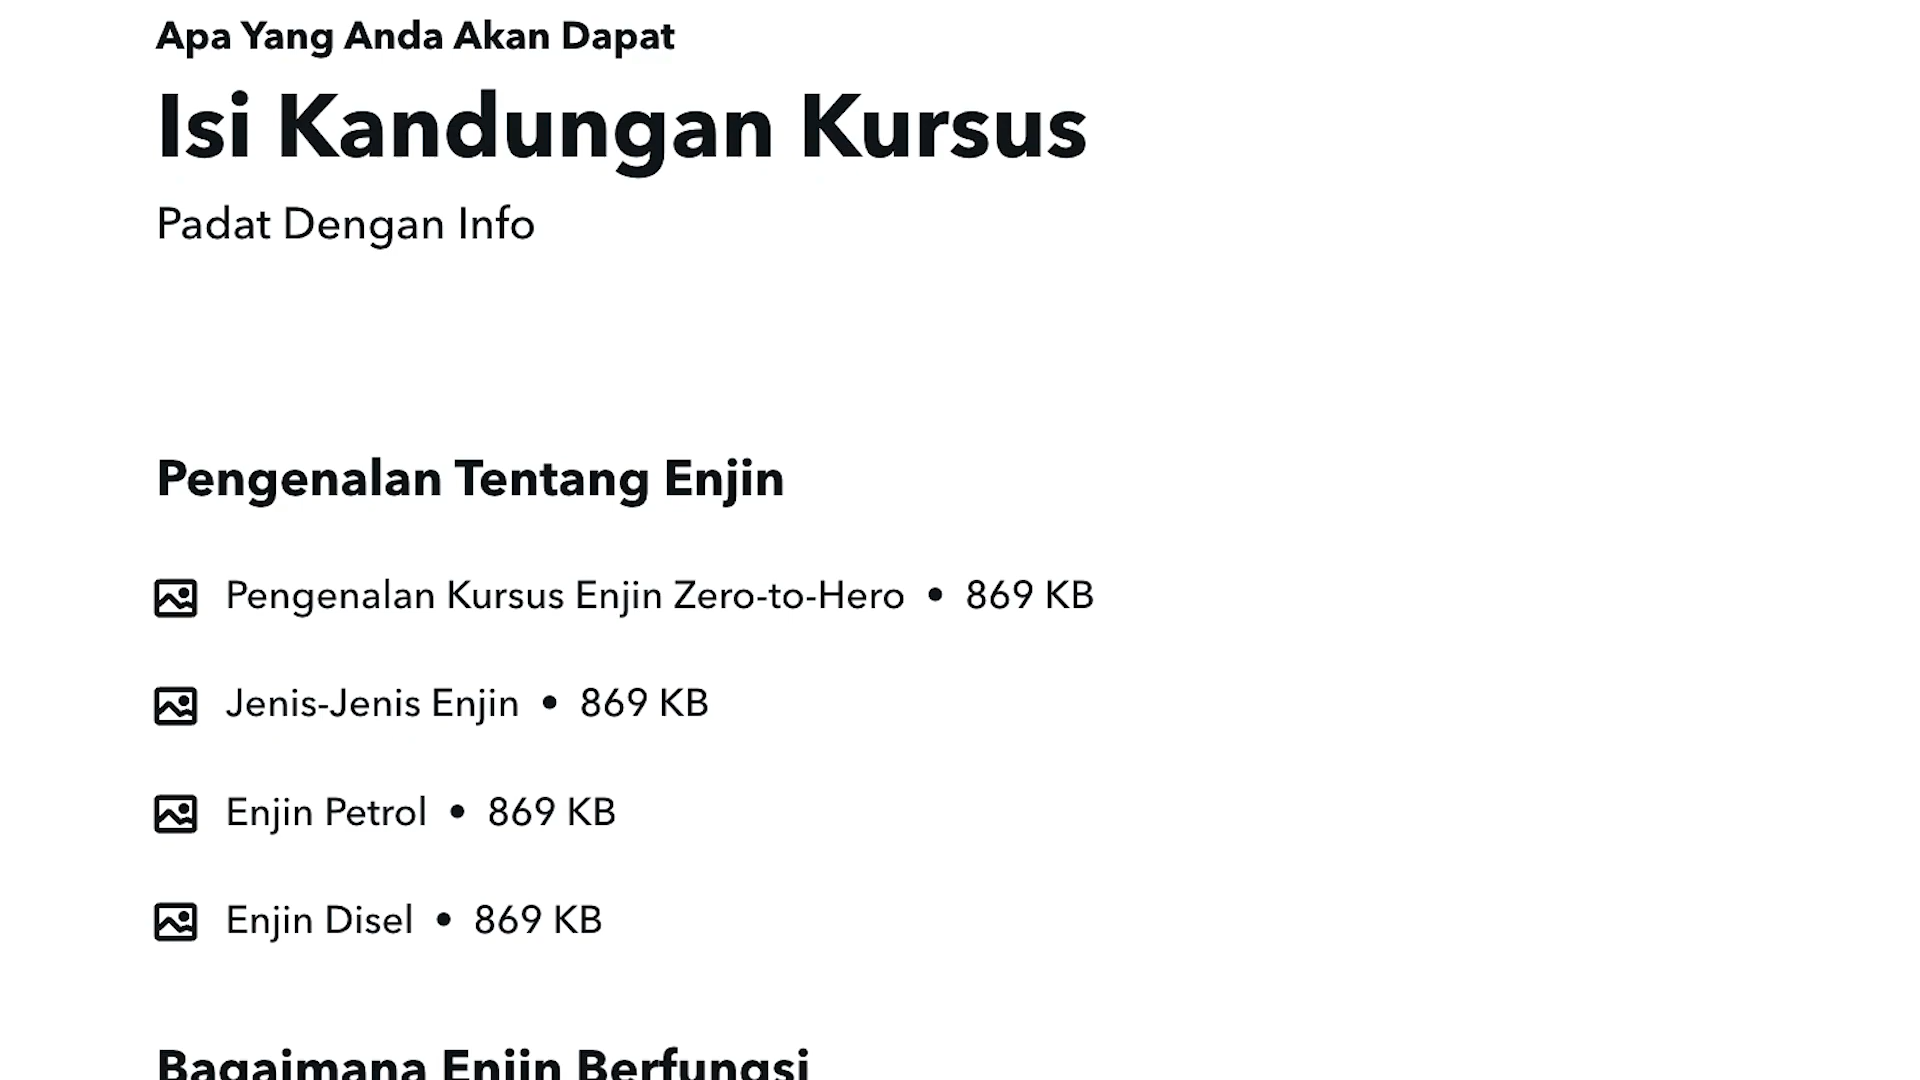 Apa Yang Anda Akan Dapat
Isi Kandungan Kursus
Padat Dengan Info
Pengenalan Tentang Enjin
Pengenalan Kursus Enjin Zero-to-Hero • 869 KB
Jenis-Jenis Enjin • 869 KB
Enjin Petrol • 869 KB
Enjin Disel • 869 KB
Bagaimana Enjin Berfungsi